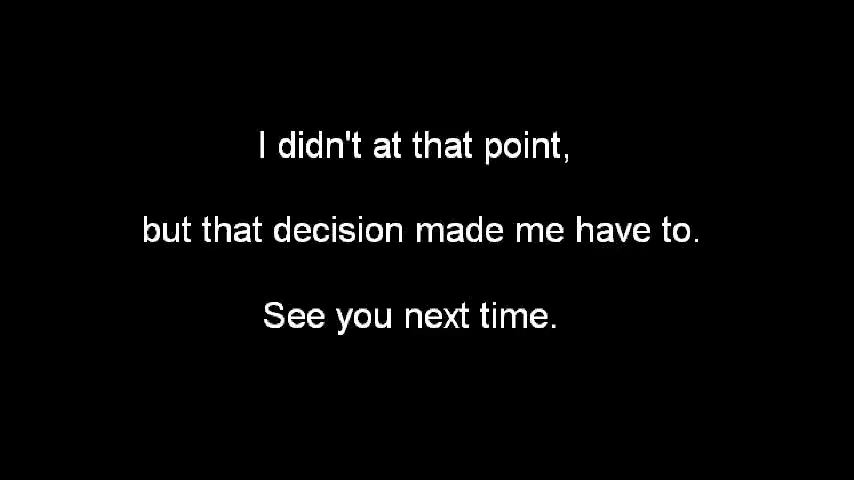 I didn't at that point,
but that decision made me have to.
See you next time.